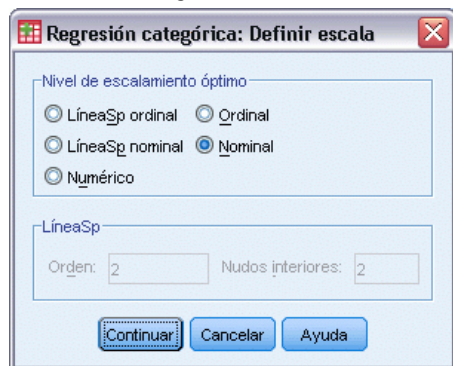 Regresión categórica: Definir escala
Nivel de escalamiento óptimo
LíneaSp ordinal Ordinal
LíneaSp nominal Nominal
Numérico
LíneaSp
Orden: 2 Nudos interiores: 2
Continuar Cancelar Ayuda